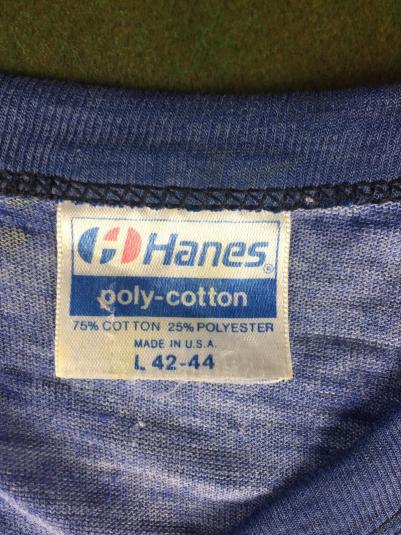 Hanes®
poly-cotton
75% COTTON 25% POLYESTER
MADE IN U.S.A.
L 42-44